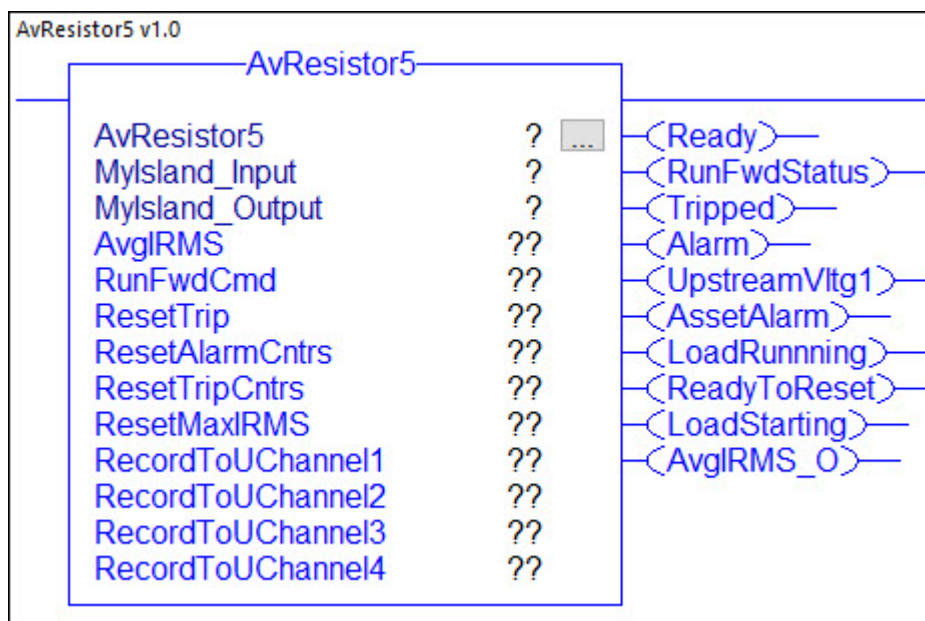 AvResistor5 v1.0
AvResistor5
AvResistor5 ? ... Ready
MyIsland_Input ? RunFwdStatus
MyIsland_Output ? Tripped
AvgIRMS ?? Alarm
RunFwdCmd ?? UpstreamVltg1
ResetTrip ?? AssetAlarm
ResetAlarmCntrs ?? LoadRunnning
ResetTripCntrs ?? ReadyToReset
ResetMaxIRMS ?? LoadStarting
RecordToUChannel1 ?? AvgIRMS_O
RecordToUChannel2 ??
RecordToUChannel3 ??
RecordToUChannel4 ??